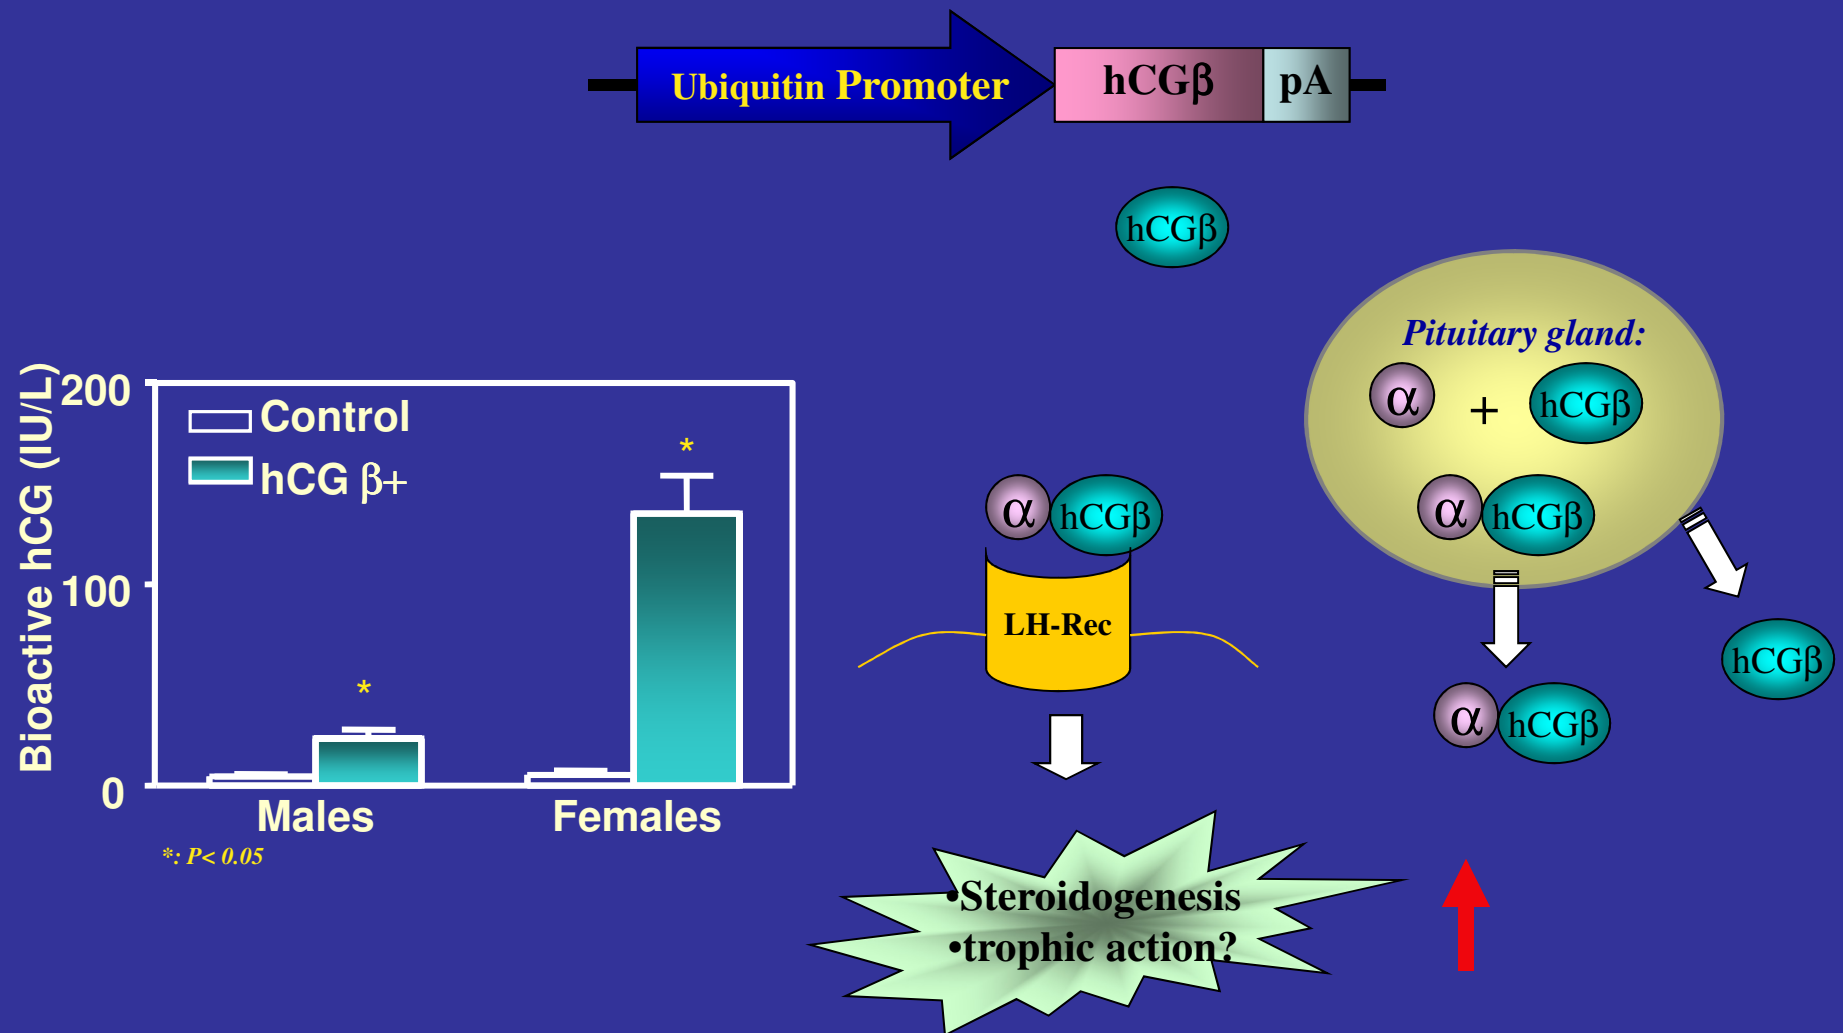 Ubiquitin Promoter
hCGβ
pA
hCGβ
Pituitary gland:
α + hCGβ
α hCGβ
hCGβ
α hCGβ
α hCGβ
LH-Rec
•Steroidogenesis
•trophic action?
Bioactive hCG (IU/L)
200
100
0
Control
hCG β+
*
*
Males
Females
*: P< 0.05